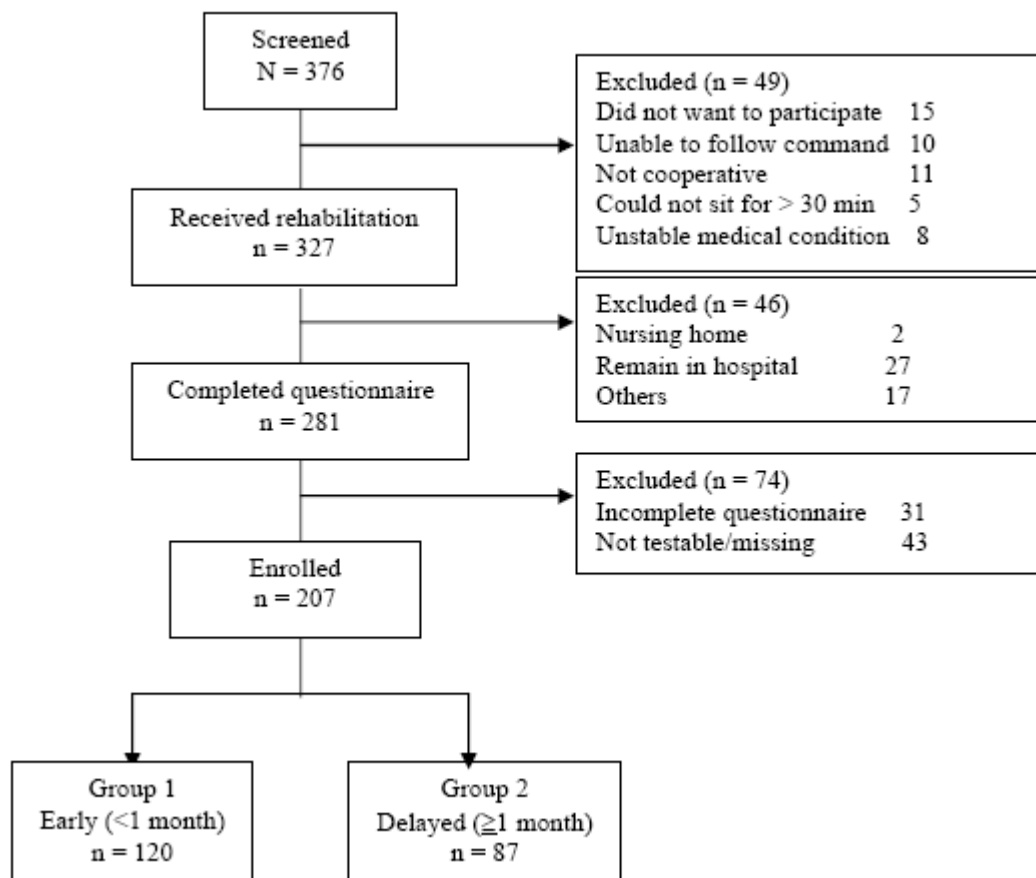 Screened
N = 376
Excluded (n = 49)
Did not want to participate 15
Unable to follow command 10
Not cooperative 11
Could not sit for > 30 min 5
Unstable medical condition 8
Received rehabilitation
n = 327
Excluded (n = 46)
Nursing home 2
Remain in hospital 27
Others 17
Completed questionnaire
n = 281
Excluded (n = 74)
Incomplete questionnaire 31
Not testable/missing 43
Enrolled
n = 207
Group 1
Early (<1 month)
n = 120
Group 2
Delayed (≧1 month)
n = 87